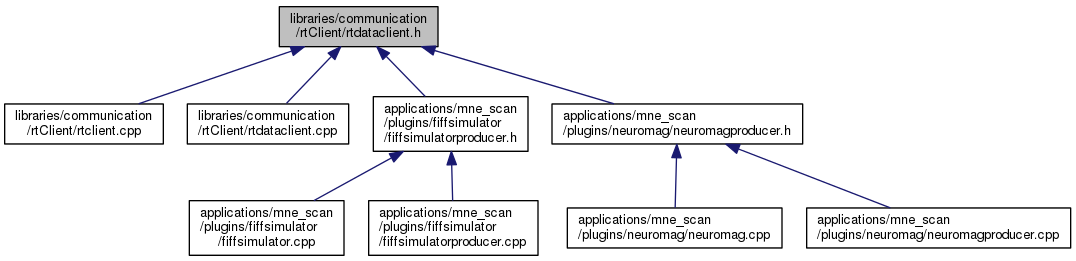 libraries/communication
/rtClient/rtdataclient.h
libraries/communication
/rtClient/rtclient.cpp
libraries/communication
/rtClient/rtdataclient.cpp
applications/mne_scan
/plugins/fiffsimulator
/fiffsimulatorproducer.h
applications/mne_scan
/plugins/neuromag/neuromagproducer.h
applications/mne_scan
/plugins/fiffsimulator
/fiffsimulator.cpp
applications/mne_scan
/plugins/fiffsimulator
/fiffsimulatorproducer.cpp
applications/mne_scan
/plugins/neuromag/neuromag.cpp
applications/mne_scan
/plugins/neuromag/neuromagproducer.cpp